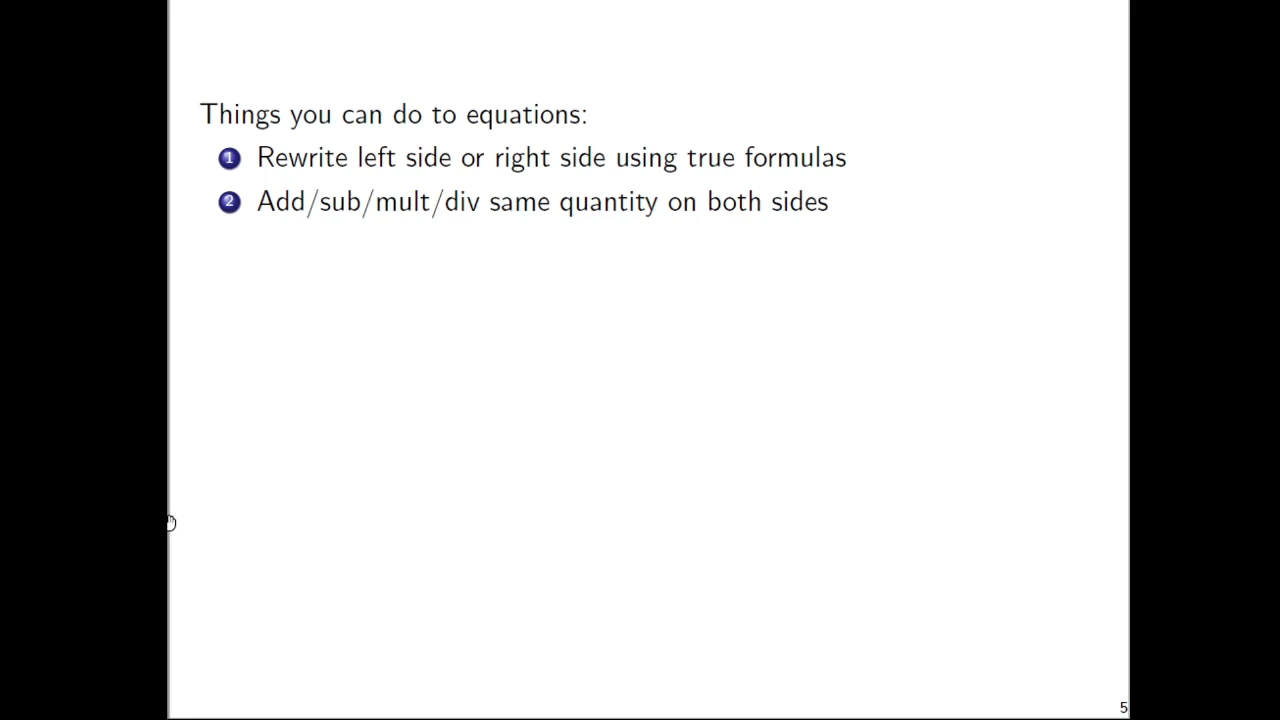 Things you can do to equations:
1 Rewrite left side or right side using true formulas
2 Add/sub/mult/div same quantity on both sides
5